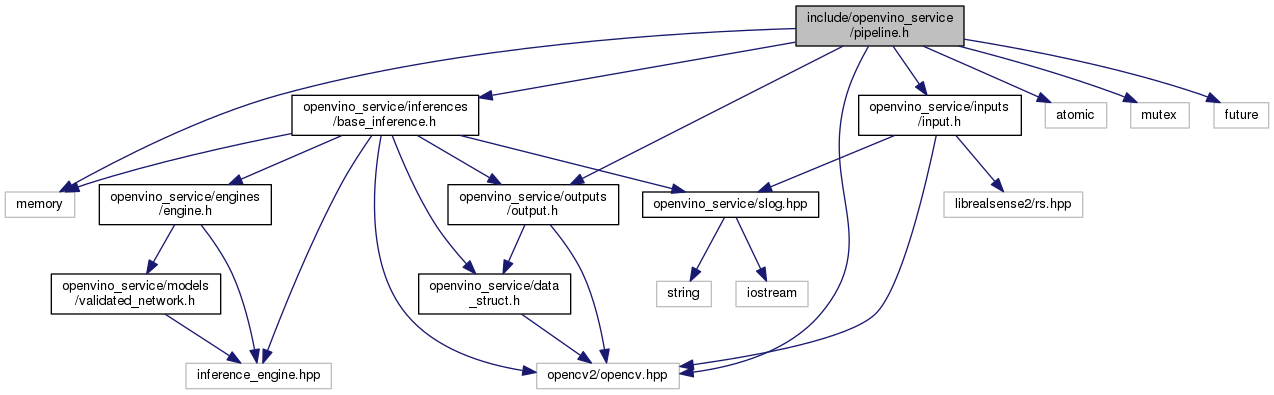 include/openvino_service
/pipeline.h
openvino_service/inferences
/base_inference.h
openvino_service/inputs
/input.h
atomic
mutex
future
memory
openvino_service/engines
/engine.h
openvino_service/outputs
/output.h
openvino_service/slog.hpp
librealsense2/rs.hpp
openvino_service/models
/validated_network.h
openvino_service/data
_struct.h
string
iostream
inference_engine.hpp
opencv2/opencv.hpp